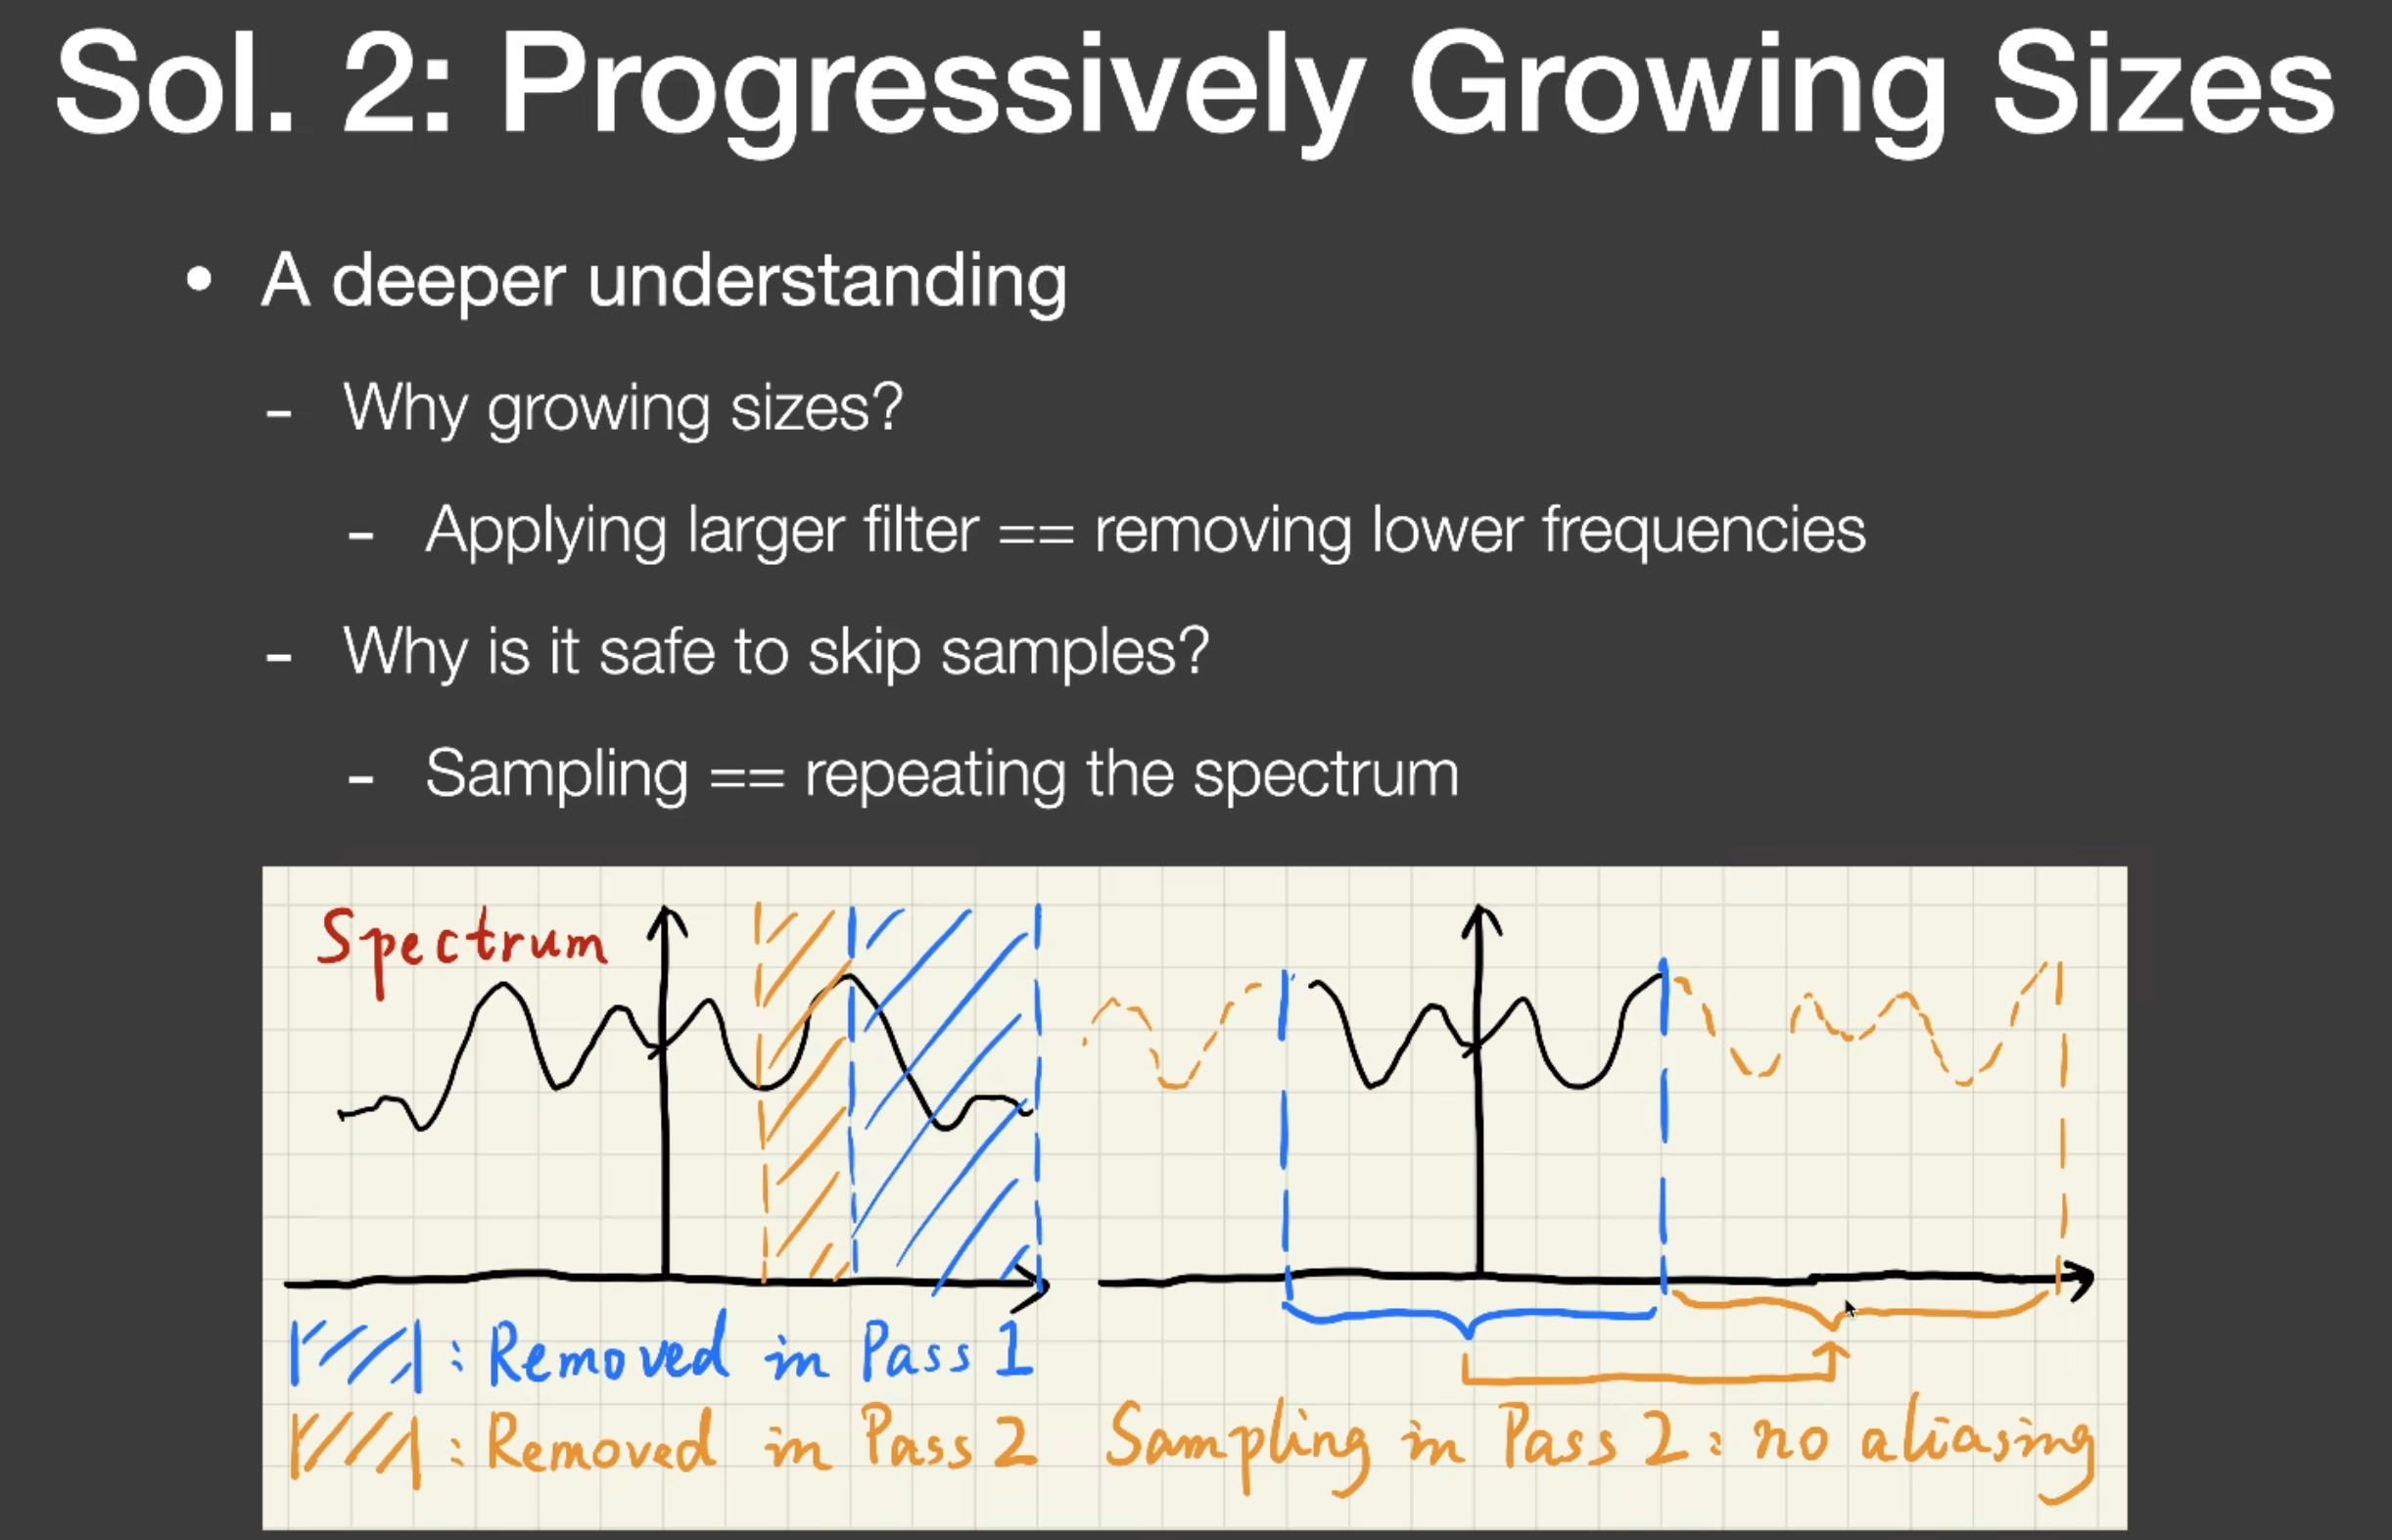 Sol. 2: Progressively Growing Sizes
• A deeper understanding
- Why growing sizes?
- Applying larger filter == removing lower frequencies
- Why is it safe to skip samples?
- Sampling == repeating the spectrum
Spectrum
: Removed in Pass 1
: Removed in Pass 2
Sampling in Pass 2: no aliasing